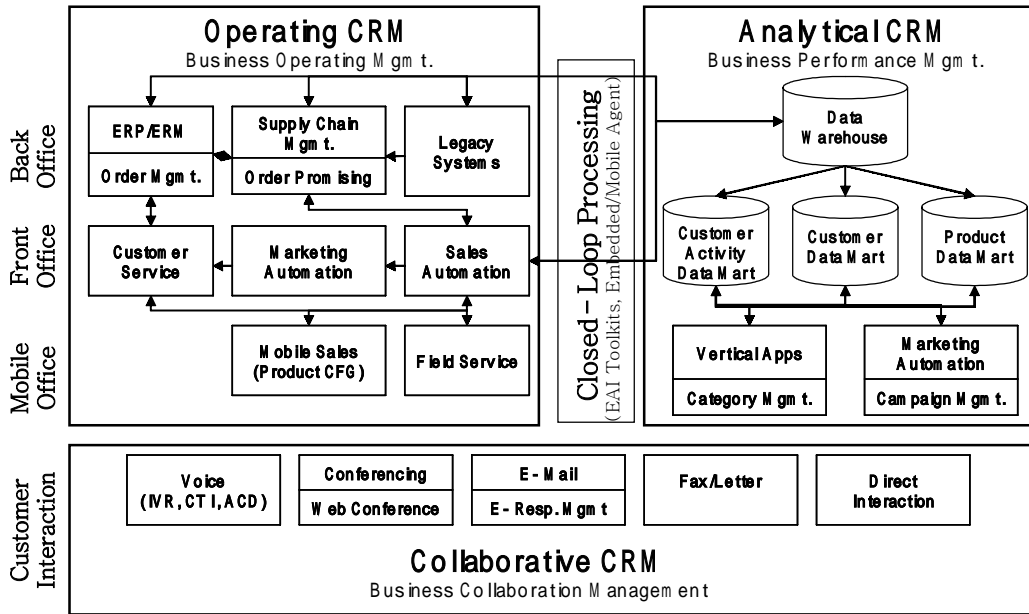 Operating CRM
Business Operating Mgmt.
Back
Office
Front
Office
Mobile
Office
ERP/ERM
Order Mgmt.
Supply Chain
Mgmt.
Order Promising
Legacy
Systems
Customer
Service
Marketing
Automation
Sales
Automation
Mobile Sales
(Product CFG)
Field Service
Closed-Loop Processing
(EAI Toolkits, Embedded/Mobile Agent)
Analytical CRM
Business Performance Mgmt.
Data
Warehouse
Customer
Activity
DataMart
Customer
DataMart
Product
DataMart
Vertical Apps
Category Mgmt.
Marketing
Automation
Campaign Mgmt.
Customer
Interaction
Voice
(IVR,CTI,ACD)
Conferencing
Web Conference
E-Mail
E-Resp.Mgmt
Fax/Letter
Direct
Interaction
Collaborative CRM
Business Collaboration Management